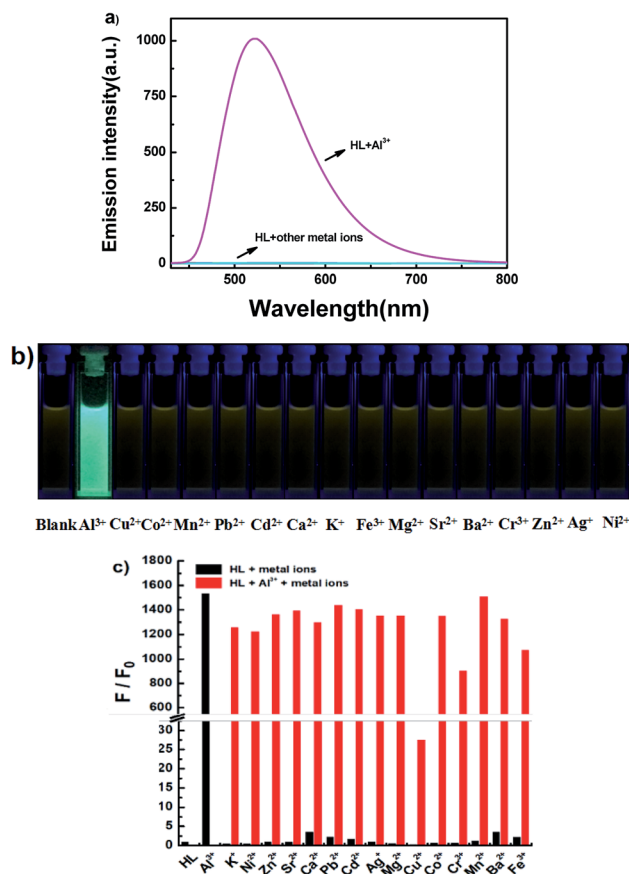 a)
Emission intensity(a.u.)
1000
750
500
250
0
HL+Al³⁺
HL+other metal ions
500 600 700 800
Wavelength(nm)
b)
Blank Al³⁺ Cu²⁺ Co²⁺ Mn²⁺ Pb²⁺ Cd²⁺ Ca²⁺ K⁺ Fe³⁺ Mg²⁺ Sr²⁺ Ba²⁺ Cr³⁺ Zn²⁺ Ag⁺ Ni²⁺
c)
HL + metal ions
HL + Al³⁺ + metal ions
F / F₀
1800
1600
1400
1200
1000
800
600
30
25
20
15
10
5
0
HL Al³⁺ K⁺ Ni²⁺ Zn²⁺ Sr²⁺ Ca²⁺ Pb²⁺ Cd²⁺ Ag⁺ Mg²⁺ Cu²⁺ Co²⁺ Cr³⁺ Mn²⁺ Ba²⁺ Fe³⁺